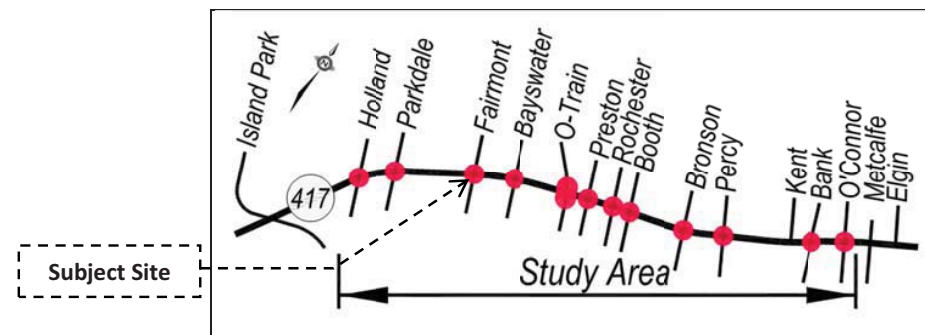 Island Park
Holland
Parkdale
Fairmont
Bayswater
O-Train
Preston
Rochester
Booth
Bronson
Percy
Kent
Bank
O'Connor
Metcalfe
Elgin
417
Subject Site
Study Area